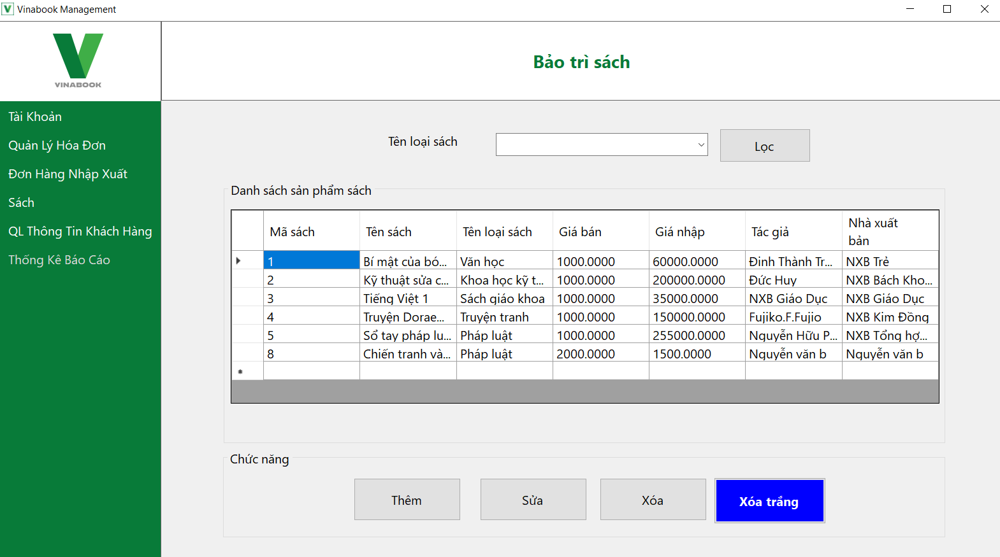 Vinabook Management
VINABOOK
Bảo trì sách
Tài Khoản
Quản Lý Hóa Đơn
Đơn Hàng Nhập Xuất
Sách
QL Thông Tin Khách Hàng
Thống Kê Báo Cáo
Tên loại sách
Lọc
Danh sách sản phẩm sách
Mã sách Tên sách Tên loại sách Giá bán Giá nhập Tác giả Nhà xuất bản
1 Bí mật của bó... Văn học 1000.0000 60000.0000 Đinh Thành Tr... NXB Trẻ
2 Kỹ thuật sửa c... Khoa học kỹ t... 1000.0000 200000.0000 Đức Huy NXB Bách Kho...
3 Tiếng Việt 1 Sách giáo khoa 1000.0000 35000.0000 NXB Giáo Dục NXB Giáo Dục
4 Truyện Dorae... Truyện tranh 1000.0000 150000.0000 Fujiko.F.Fujio NXB Kim Đồng
5 Sổ tay pháp lu... Pháp luật 1000.0000 255000.0000 Nguyễn Hữu P... NXB Tổng hợ...
8 Chiến tranh và... Pháp luật 2000.0000 1500.0000 Nguyễn văn b Nguyễn văn b
Chức năng
Thêm
Sửa
Xóa
Xóa trắng